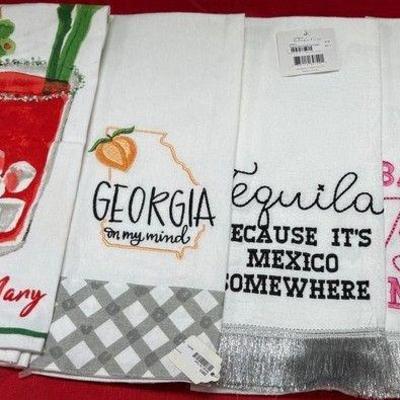 Mary
GEORGIA
on my mind
Tequila
BECAUSE IT'S
MEXICO
SOMEWHERE